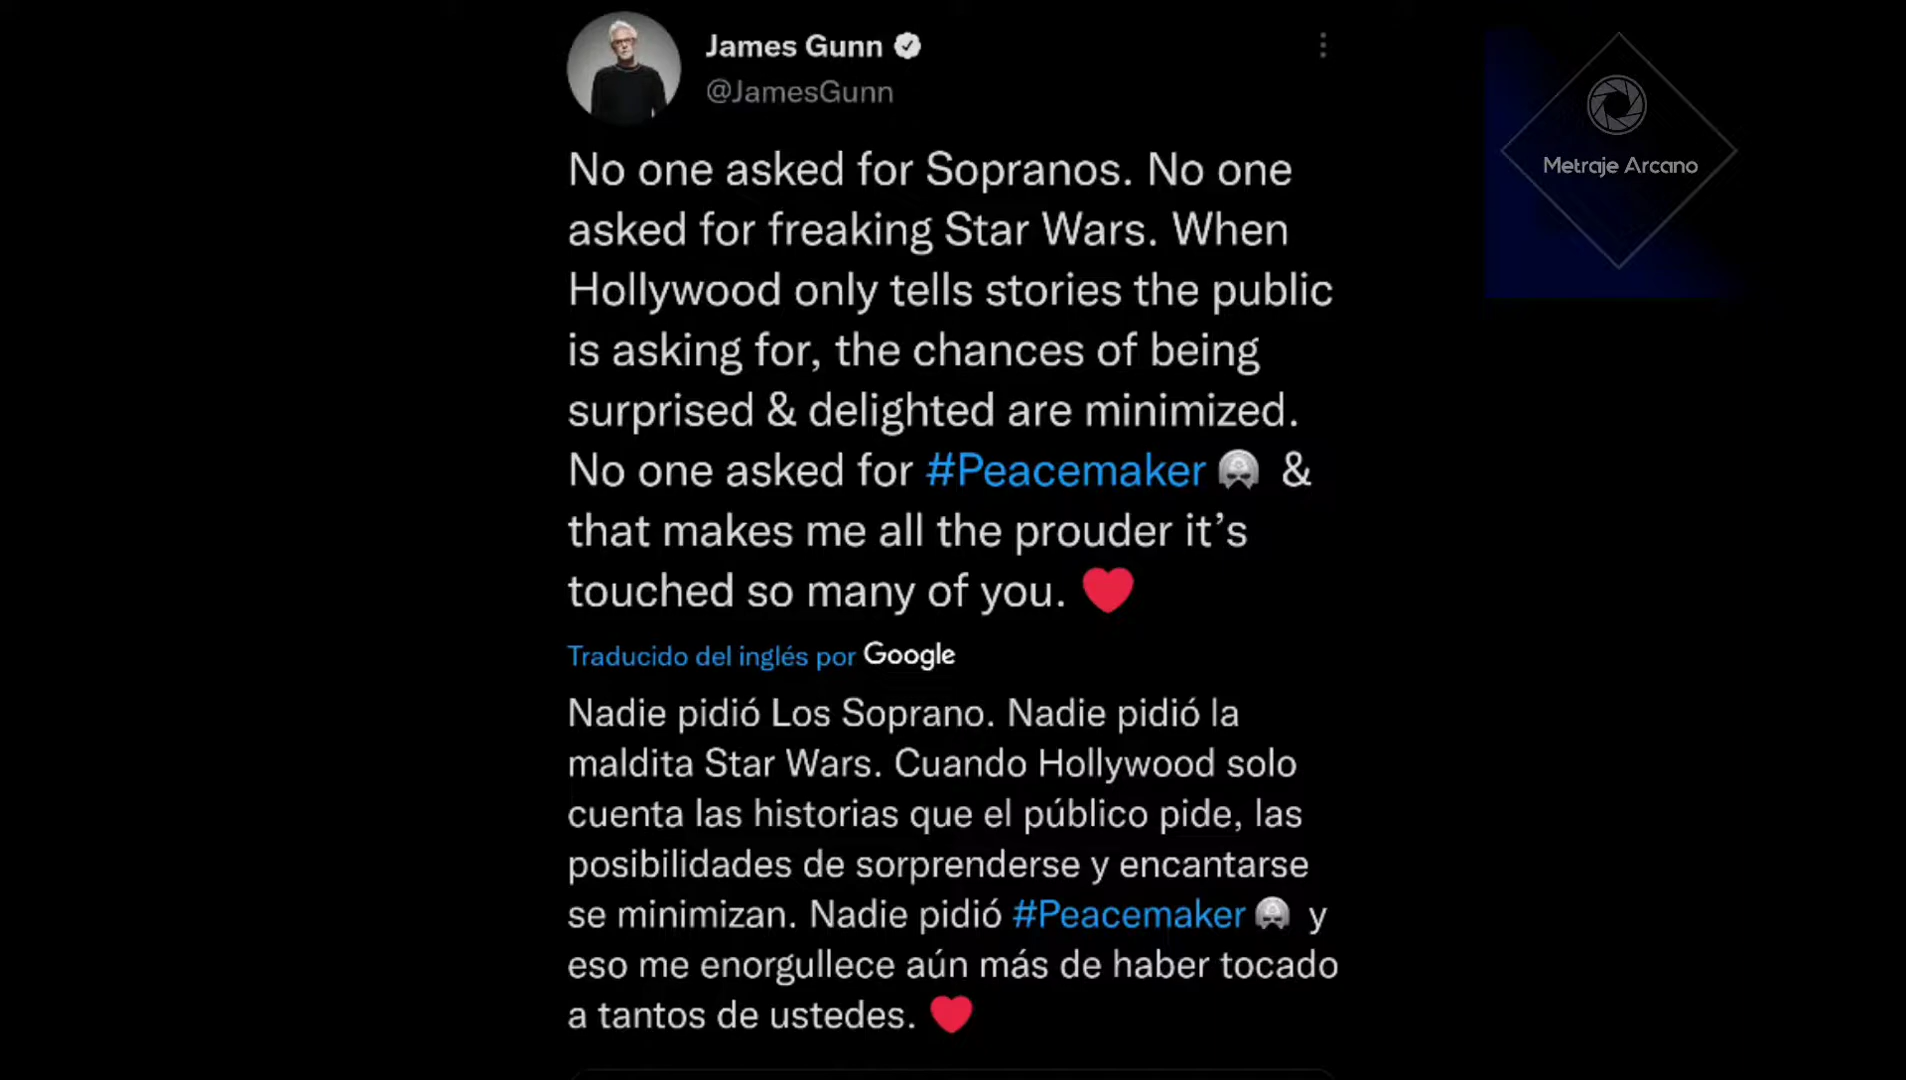 James Gunn
@JamesGunn
Metraje Arcano
No one asked for Sopranos. No one
asked for freaking Star Wars. When
Hollywood only tells stories the public
is asking for, the chances of being
surprised & delighted are minimized.
No one asked for #Peacemaker &
that makes me all the prouder it’s
touched so many of you. ❤️
Traducido del inglés por Google
Nadie pidió Los Soprano. Nadie pidió la
maldita Star Wars. Cuando Hollywood solo
cuenta las historias que el público pide, las
posibilidades de sorprenderse y encantarse
se minimizan. Nadie pidió #Peacemaker y
eso me enorgullece aún más de haber tocado
a tantos de ustedes. ❤️